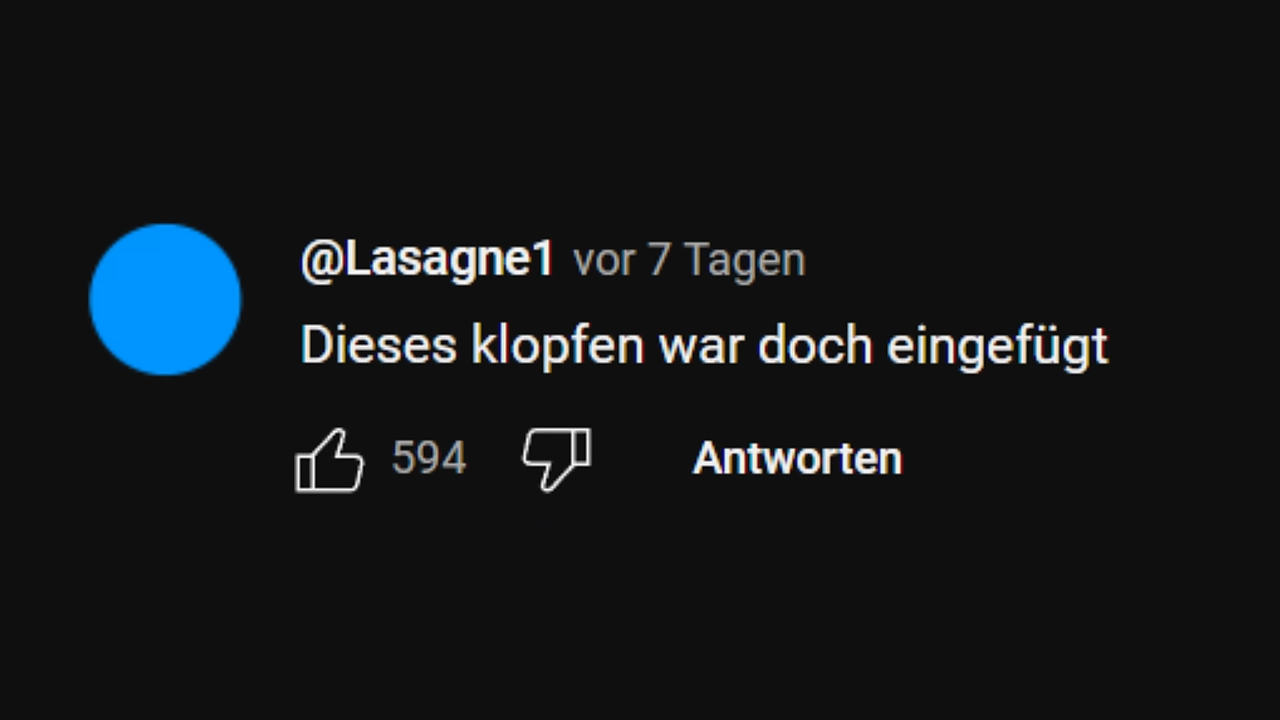 @Lasagne1 vor 7 Tagen
Dieses klopfen war doch eingefügt
594 Antworten